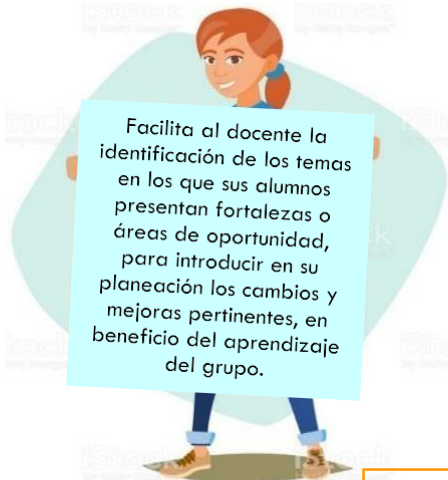 Facilita al docente la
identificación de los temas
en los que sus alumnos
presentan fortalezas o
áreas de oportunidad,
para introducir en su
planeación los cambios y
mejoras pertinentes, en
beneficio del aprendizaje
del grupo.